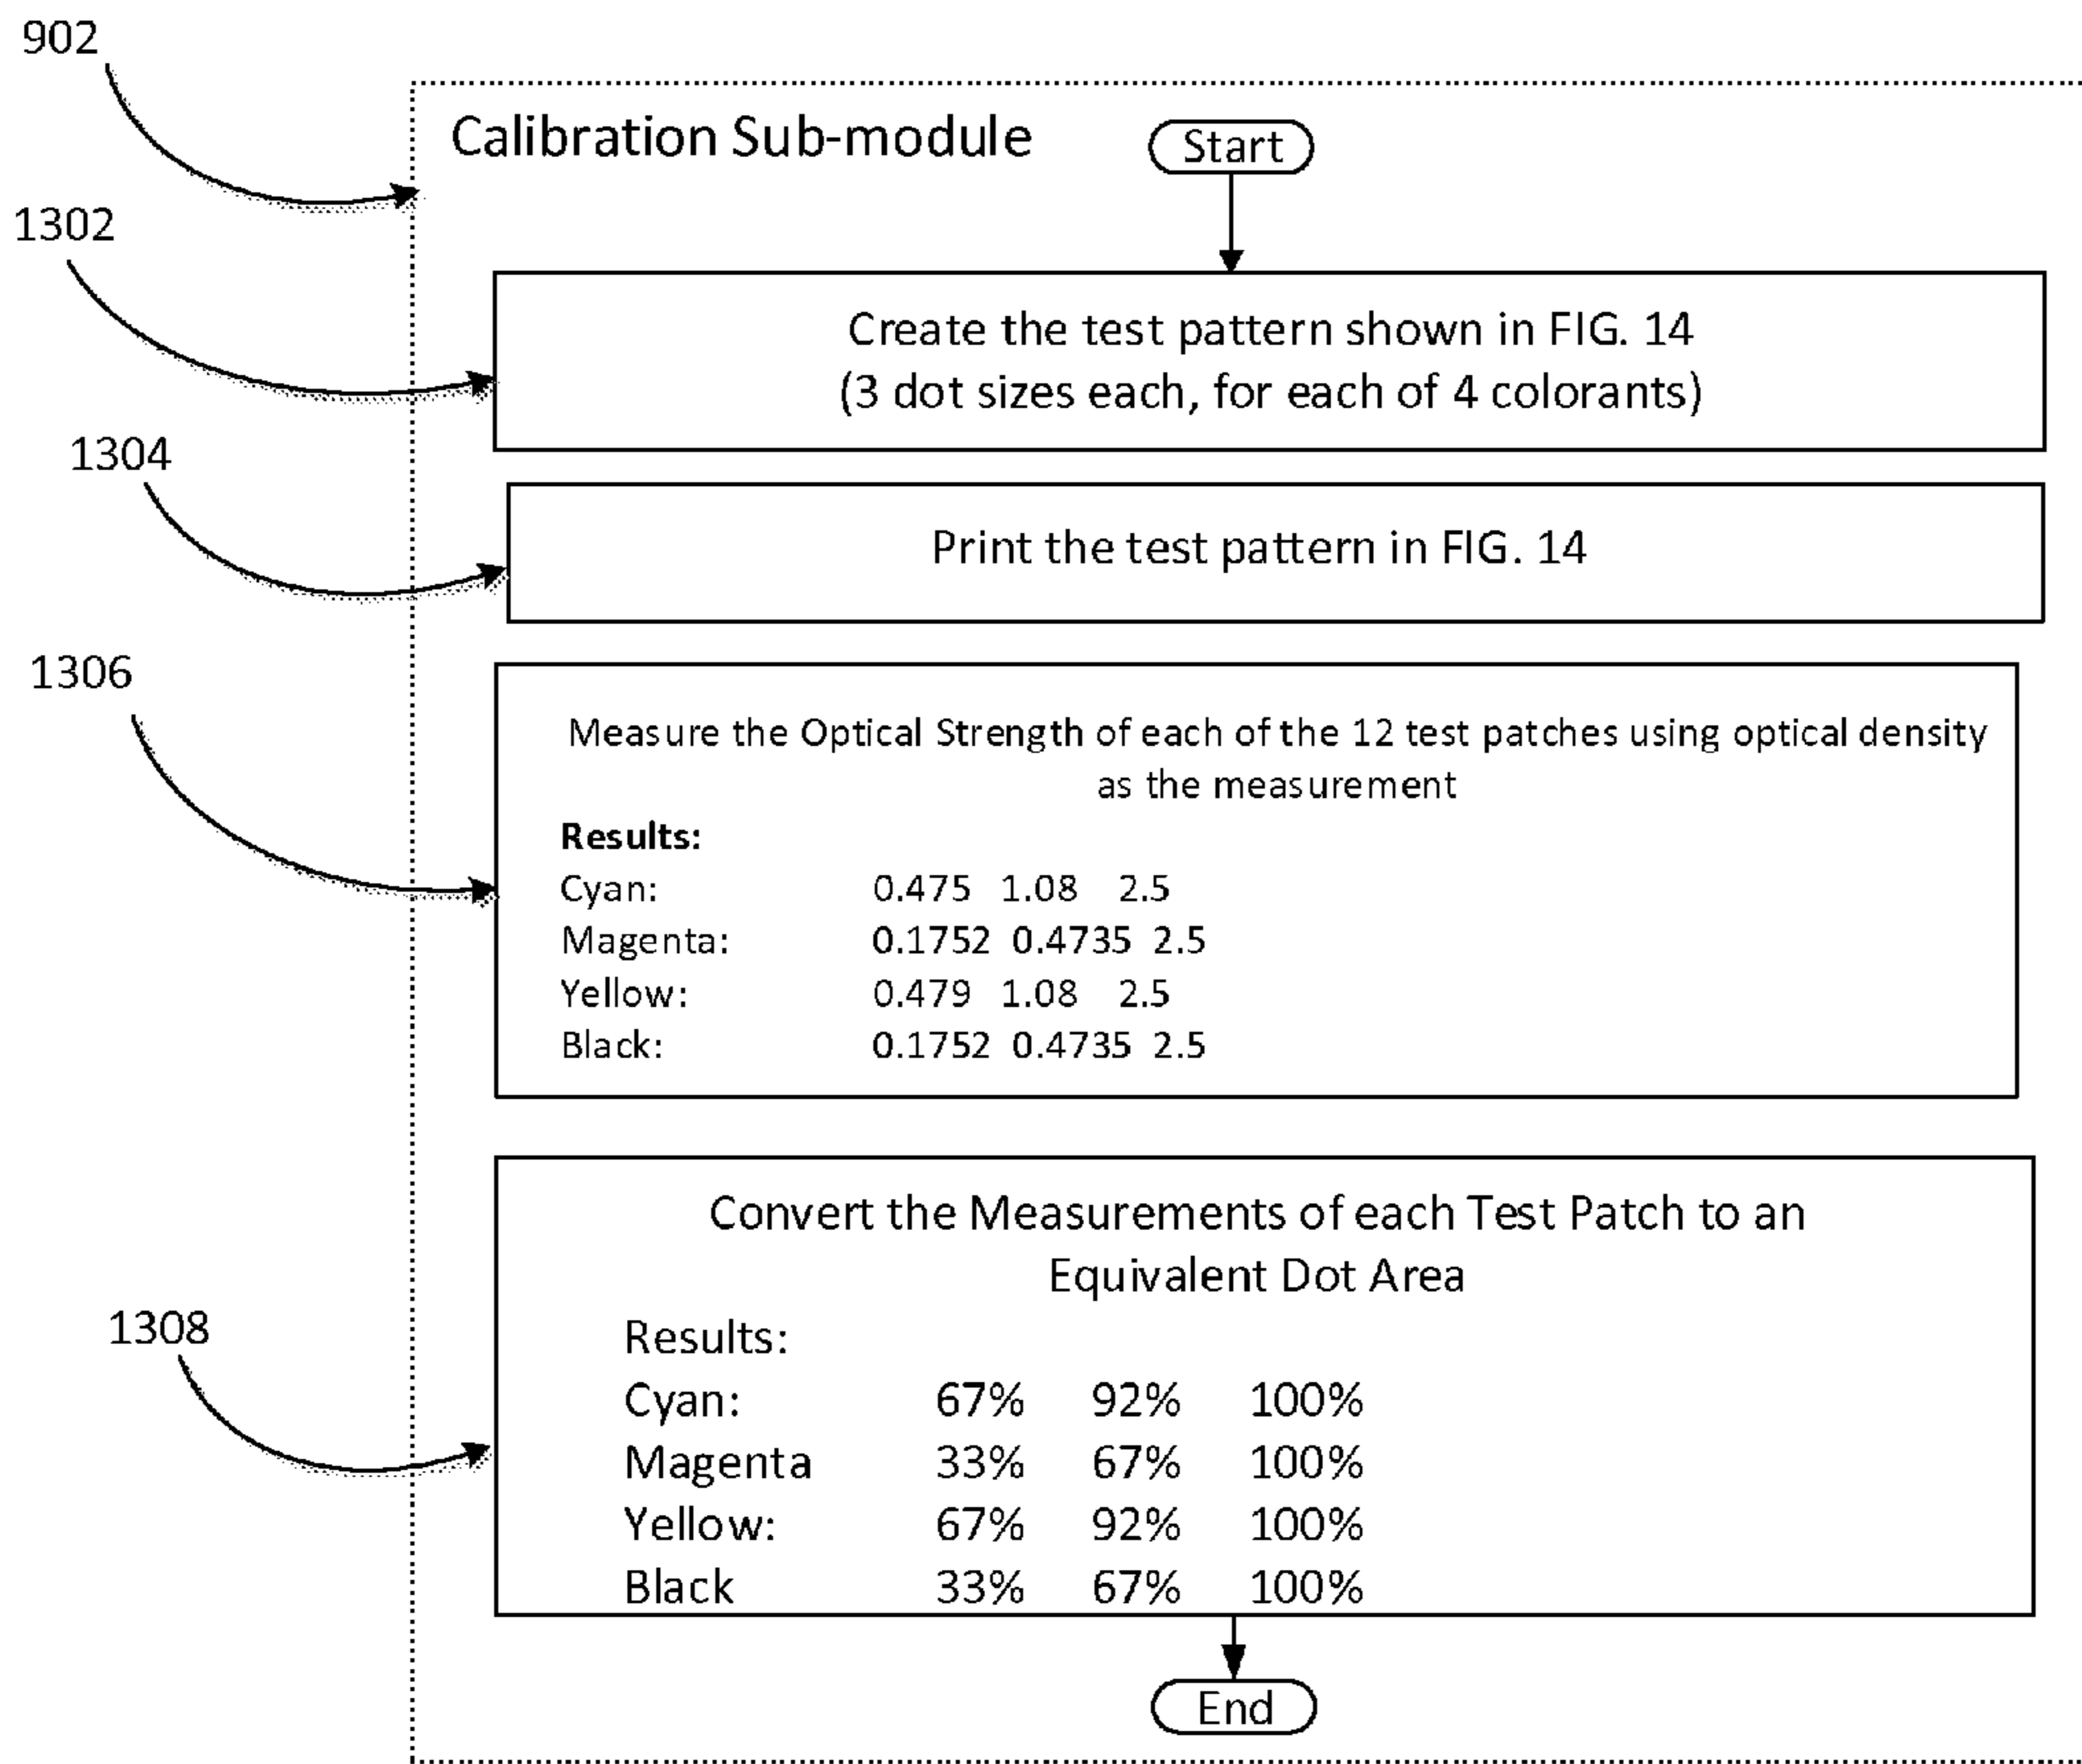 902
Calibration Sub-module
Start
1302
Create the test pattern shown in FIG. 14
(3 dot sizes each, for each of 4 colorants)
1304
Print the test pattern in FIG. 14
1306
Measure the Optical Strength of each of the 12 test patches using optical density
as the measurement
Results:
Cyan: 0.475 1.08 2.5
Magenta: 0.1752 0.4735 2.5
Yellow: 0.479 1.08 2.5
Black: 0.1752 0.4735 2.5
1308
Convert the Measurements of each Test Patch to an
Equivalent Dot Area
Results:
Cyan: 67% 92% 100%
Magenta 33% 67% 100%
Yellow: 67% 92% 100%
Black 33% 67% 100%
End